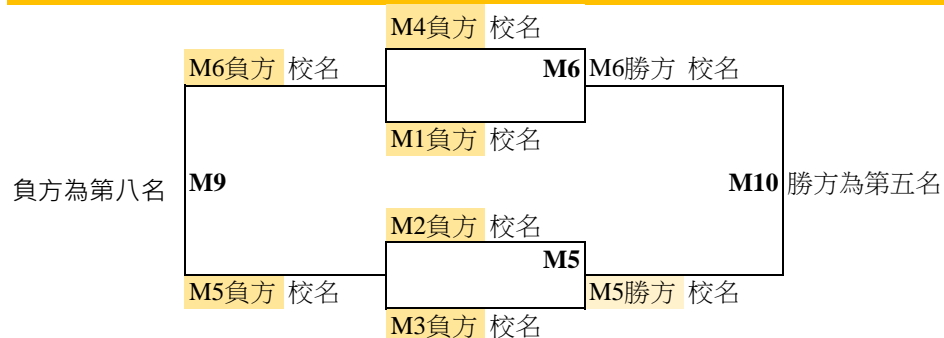 M4負方 校名
M6負方 校名
M6 M6勝方 校名
M1負方 校名
負方為第八名 M9
M10 勝方為第五名
M2負方 校名
M5
M5負方 校名
M5勝方 校名
M3負方 校名